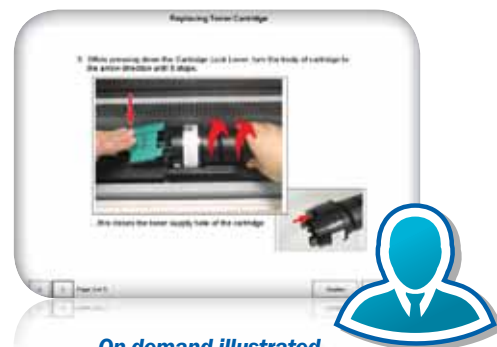 Replacing Toner Cartridge
While pressing down the Cartridge Lock Lever, turn the body of cartridge to
the arrow direction until it stops.
this closes the toner supply hole of the cartridge
On demand illustrated